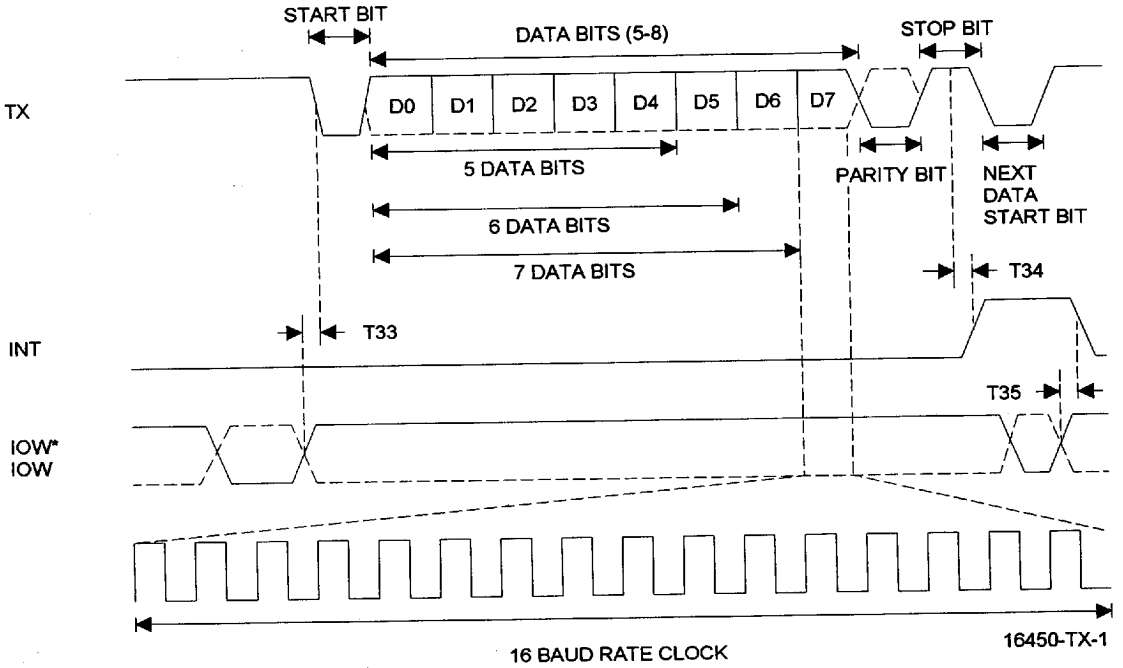 START BIT
DATA BITS (5-8)
STOP BIT
TX
D0 D1 D2 D3 D4 D5 D6 D7
5 DATA BITS
PARITY BIT
NEXT
DATA
START BIT
6 DATA BITS
7 DATA BITS
T34
T33
INT
T35
IOW*
IOW
16 BAUD RATE CLOCK
16450-TX-1